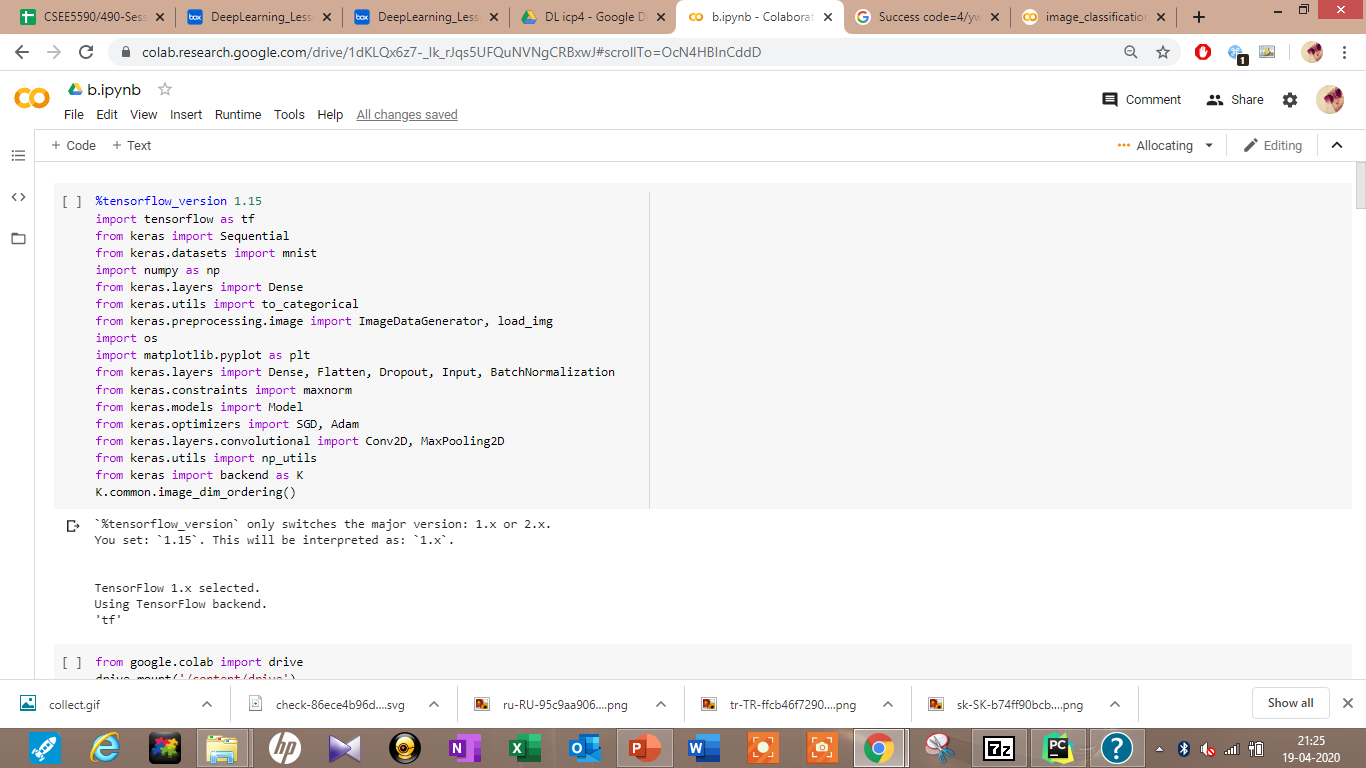 CSEE5590/490-Ses
DeepLearning_Less
DeepLearning_Less
DL icp4 - Google D
b.ipynb - Colaborat
Success code=4/yw
image_classification
colab.research.google.com/drive/1dKLQx6z7-_lk_rJqs5UFQuNVNgCRBxwJ#scrollTo=OcN4HBInCddD
1
b.ipynb
File Edit View Insert Runtime Tools Help All changes saved
Comment Share
+ Code + Text
Allocating Editing
[ ] %tensorflow_version 1.15
import tensorflow as tf
from keras import Sequential
from keras.datasets import mnist
import numpy as np
from keras.layers import Dense
from keras.utils import to_categorical
from keras.preprocessing.image import ImageDataGenerator, load_img
import os
import matplotlib.pyplot as plt
from keras.layers import Dense, Flatten, Dropout, Input, BatchNormalization
from keras.constraints import maxnorm
from keras.models import Model
from keras.optimizers import SGD, Adam
from keras.layers.convolutional import Conv2D, MaxPooling2D
from keras.utils import np_utils
from keras import backend as K
K.common.image_dim_ordering()
`%tensorflow_version` only switches the major version: 1.x or 2.x.
You set: `1.15`. This will be interpreted as: `1.x`.
TensorFlow 1.x selected.
Using TensorFlow backend.
'tf'
[ ] from google.colab import drive
drive.mount('/content/drive')
collect.gif
check-86ece4b96d....svg
ru-RU-95c9aa906....png
tr-TR-ffcb46f7290....png
sk-SK-b74ff90bcb....png
Show all
21:25
19-04-2020